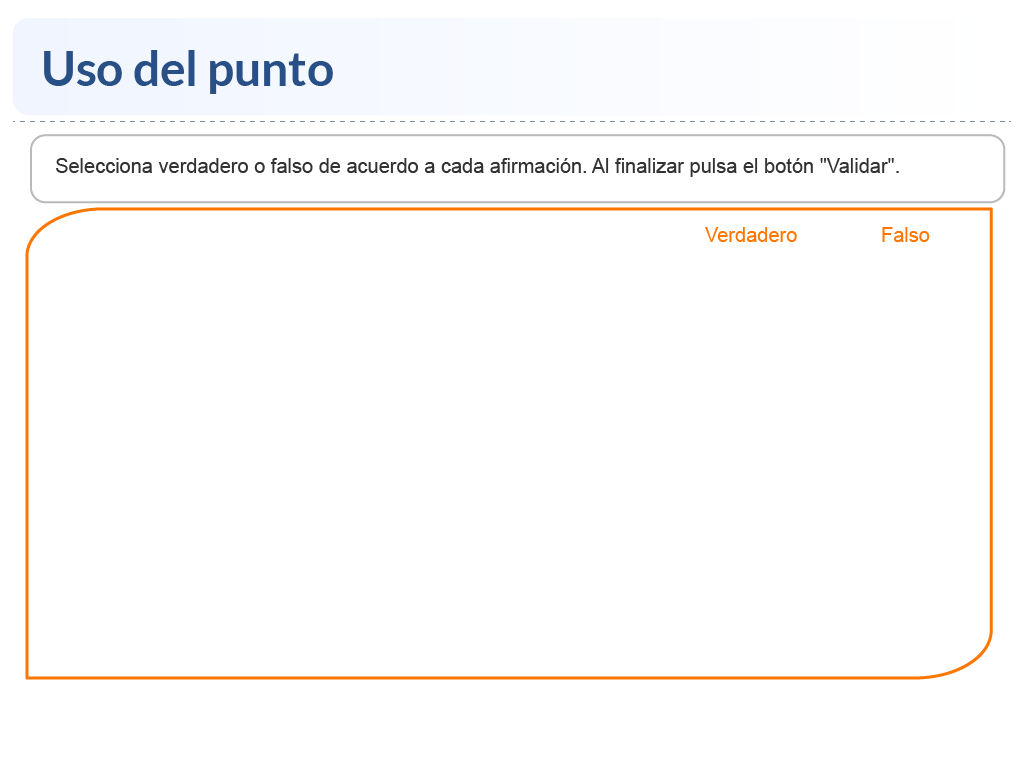 Uso del punto
Selecciona verdadero o falso de acuerdo a cada afirmación. Al finalizar pulsa el botón "Validar".
Verdadero Falso